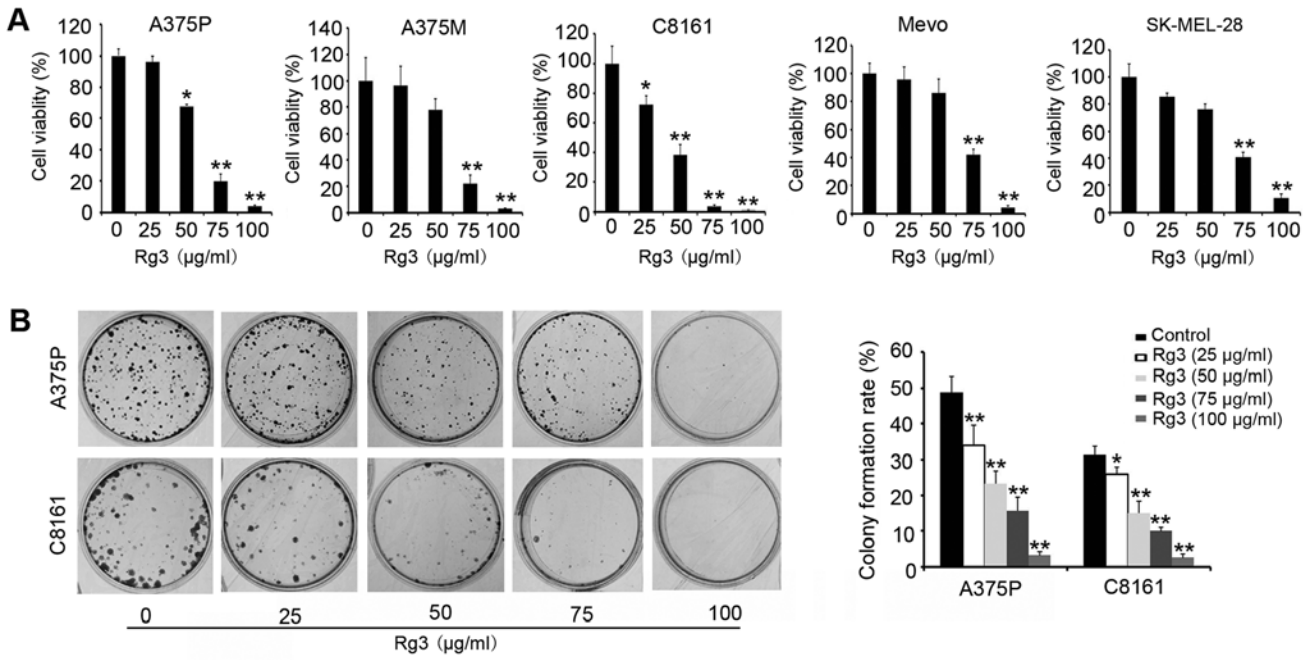 A
A375P
120
100
80
60
40
20
0
Cell viablity (%)
*
**
**
0 25 50 75 100
Rg3 (µg/ml)
A375M
140
120
100
80
60
40
20
0
Cell viablity (%)
**
**
0 25 50 75 100
Rg3 (µg/ml)
C8161
120
100
80
60
40
20
0
Cell viablity (%)
*
**
**
**
0 25 50 75 100
Rg3 (µg/ml)
Mevo
120
100
80
60
40
20
0
Cell viablity (%)
**
**
0 25 50 75 100
Rg3 (µg/ml)
SK-MEL-28
120
100
80
60
40
20
0
Cell viablity (%)
**
**
0 25 50 75 100
Rg3 (µg/ml)
B
A375P
C8161
0 25 50 75 100
Rg3 (µg/ml)
Control
Rg3 (25 µg/ml)
Rg3 (50 µg/ml)
Rg3 (75 µg/ml)
Rg3 (100 µg/ml)
60
50
40
30
20
10
0
Colony formation rate (%)
**
**
**
**
*
**
**
**
A375P C8161